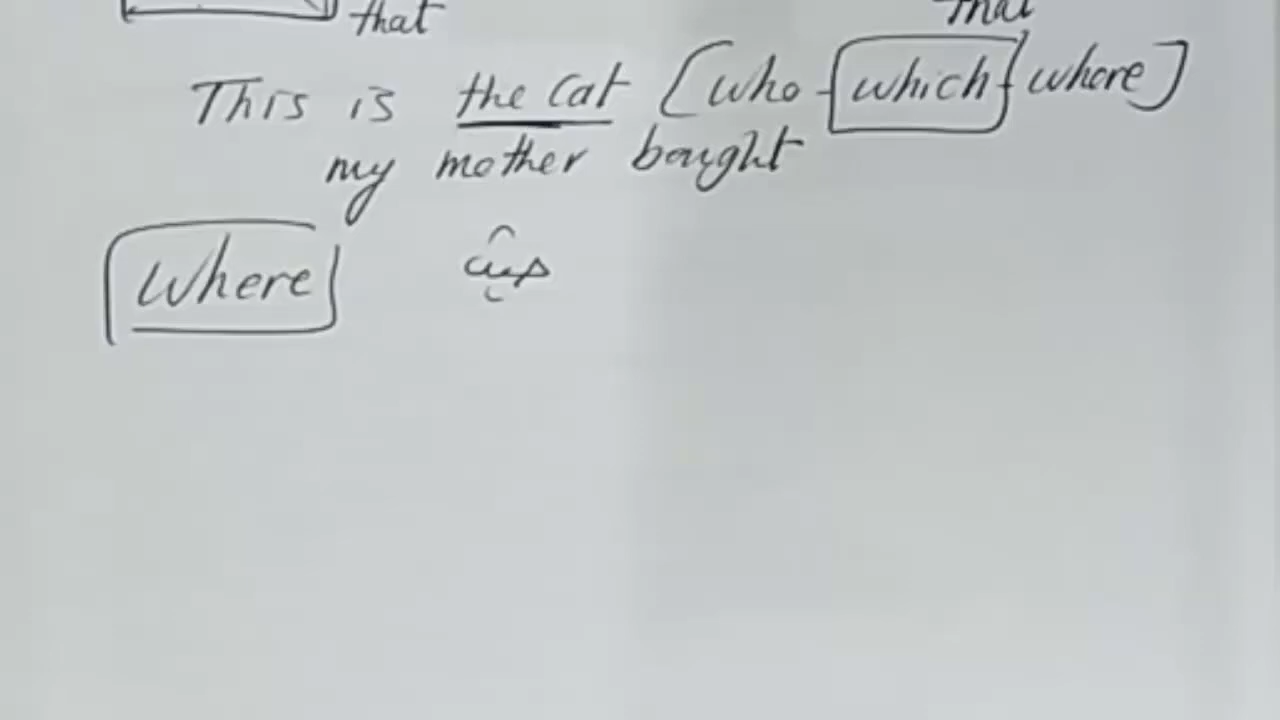 that that
This is the cat [who - which - where]
my mother bought
Where حيث